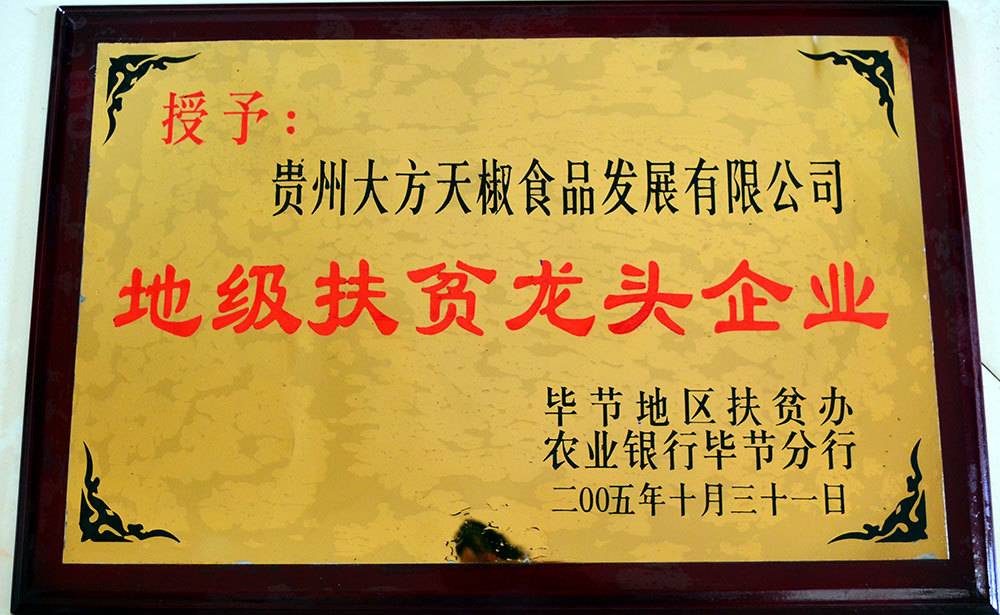 授予：
贵州大方天椒食品发展有限公司
地级扶贫龙头企业
毕节地区扶贫办
农业银行毕节分行
二00五年十月三十一日